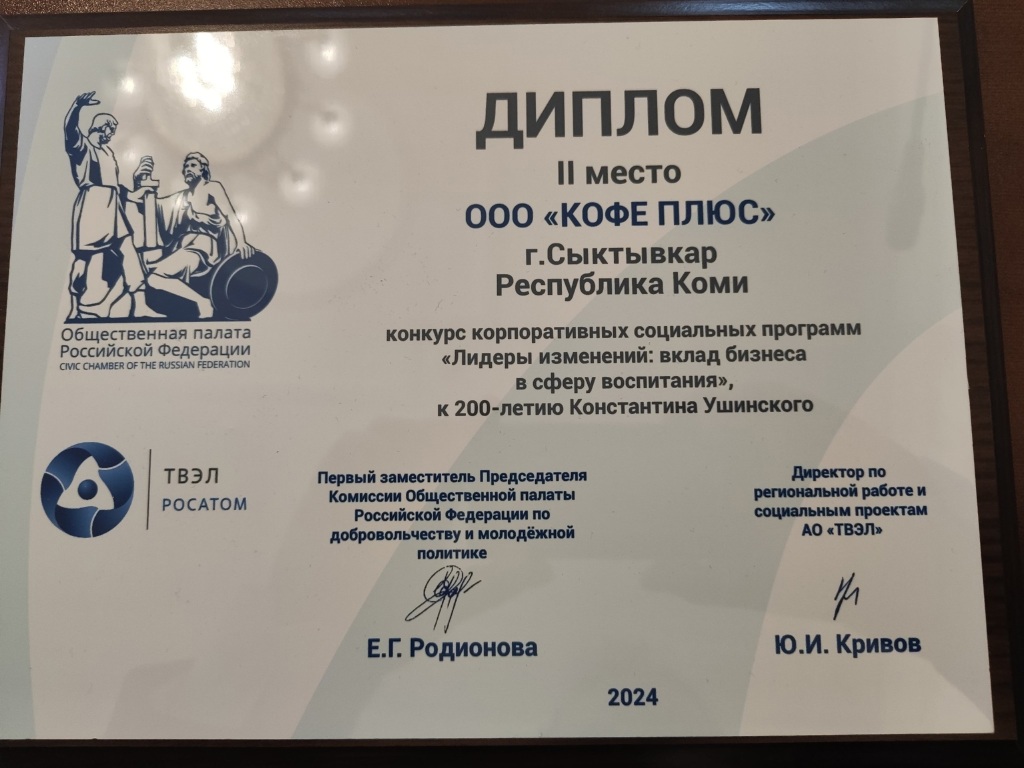 ДИПЛОМ
II место
ООО «КОФЕ ПЛЮС»
г.Сыктывкар
Республика Коми
конкурс корпоративных социальных программ
«Лидеры изменений: вклад бизнеса
в сферу воспитания»,
к 200-летию Константина Ушинского
Общественная палата
Российской Федерации
CIVIC CHAMBER OF THE RUSSIAN FEDERATION
ТВЭЛ
РОСАТОМ
Первый заместитель Председателя
Комиссии Общественной палаты
Российской Федерации по
добровольчеству и молодёжной
политике
Е.Г. Родионова
Директор по
региональной работе и
социальным проектам
АО «ТВЭЛ»
Ю.И. Кривов
2024